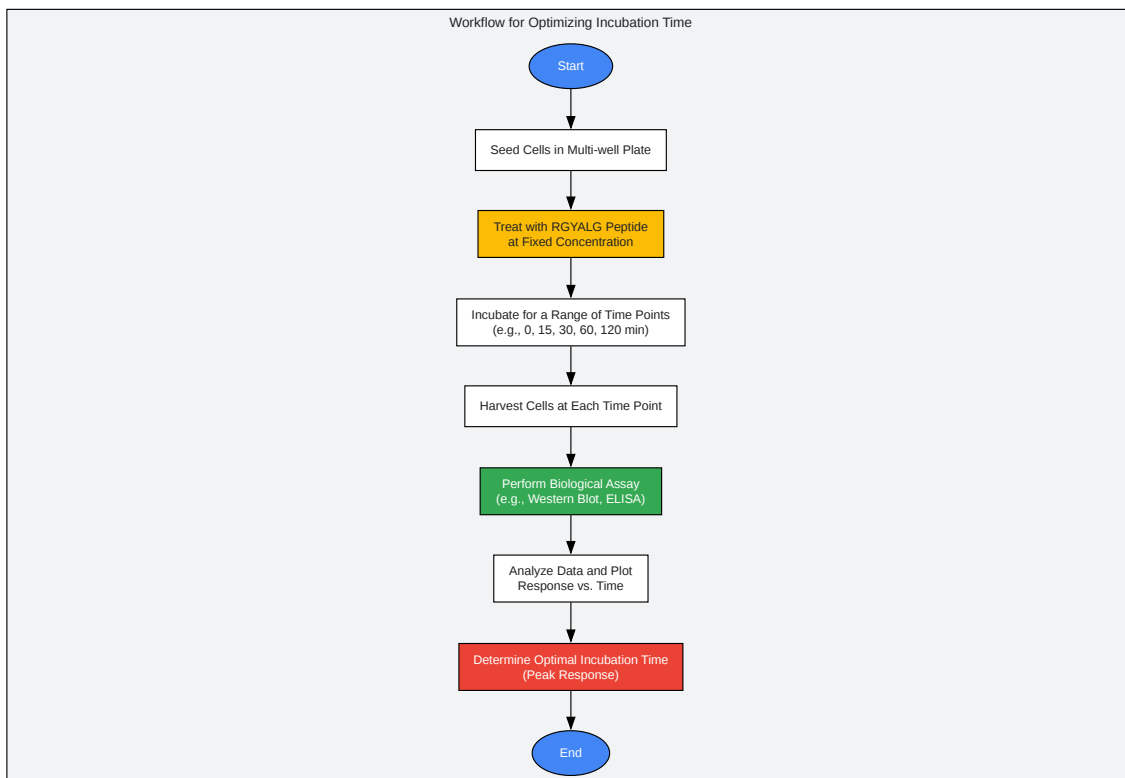 Workflow for Optimizing Incubation Time
Start
Seed Cells in Multi-well Plate
Treat with RGYALG Peptide
at Fixed Concentration
Incubate for a Range of Time Points
(e.g., 0, 15, 30, 60, 120 min)
Harvest Cells at Each Time Point
Perform Biological Assay
(e.g., Western Blot, ELISA)
Analyze Data and Plot
Response vs. Time
Determine Optimal Incubation Time
(Peak Response)
End